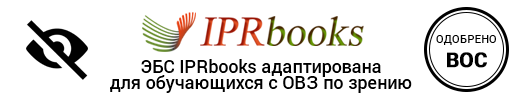 IPRbooks
ЭБС IPRbooks адаптирована
для обучающихся с ОВЗ по зрению
ОДОБРЕНО
ВОС